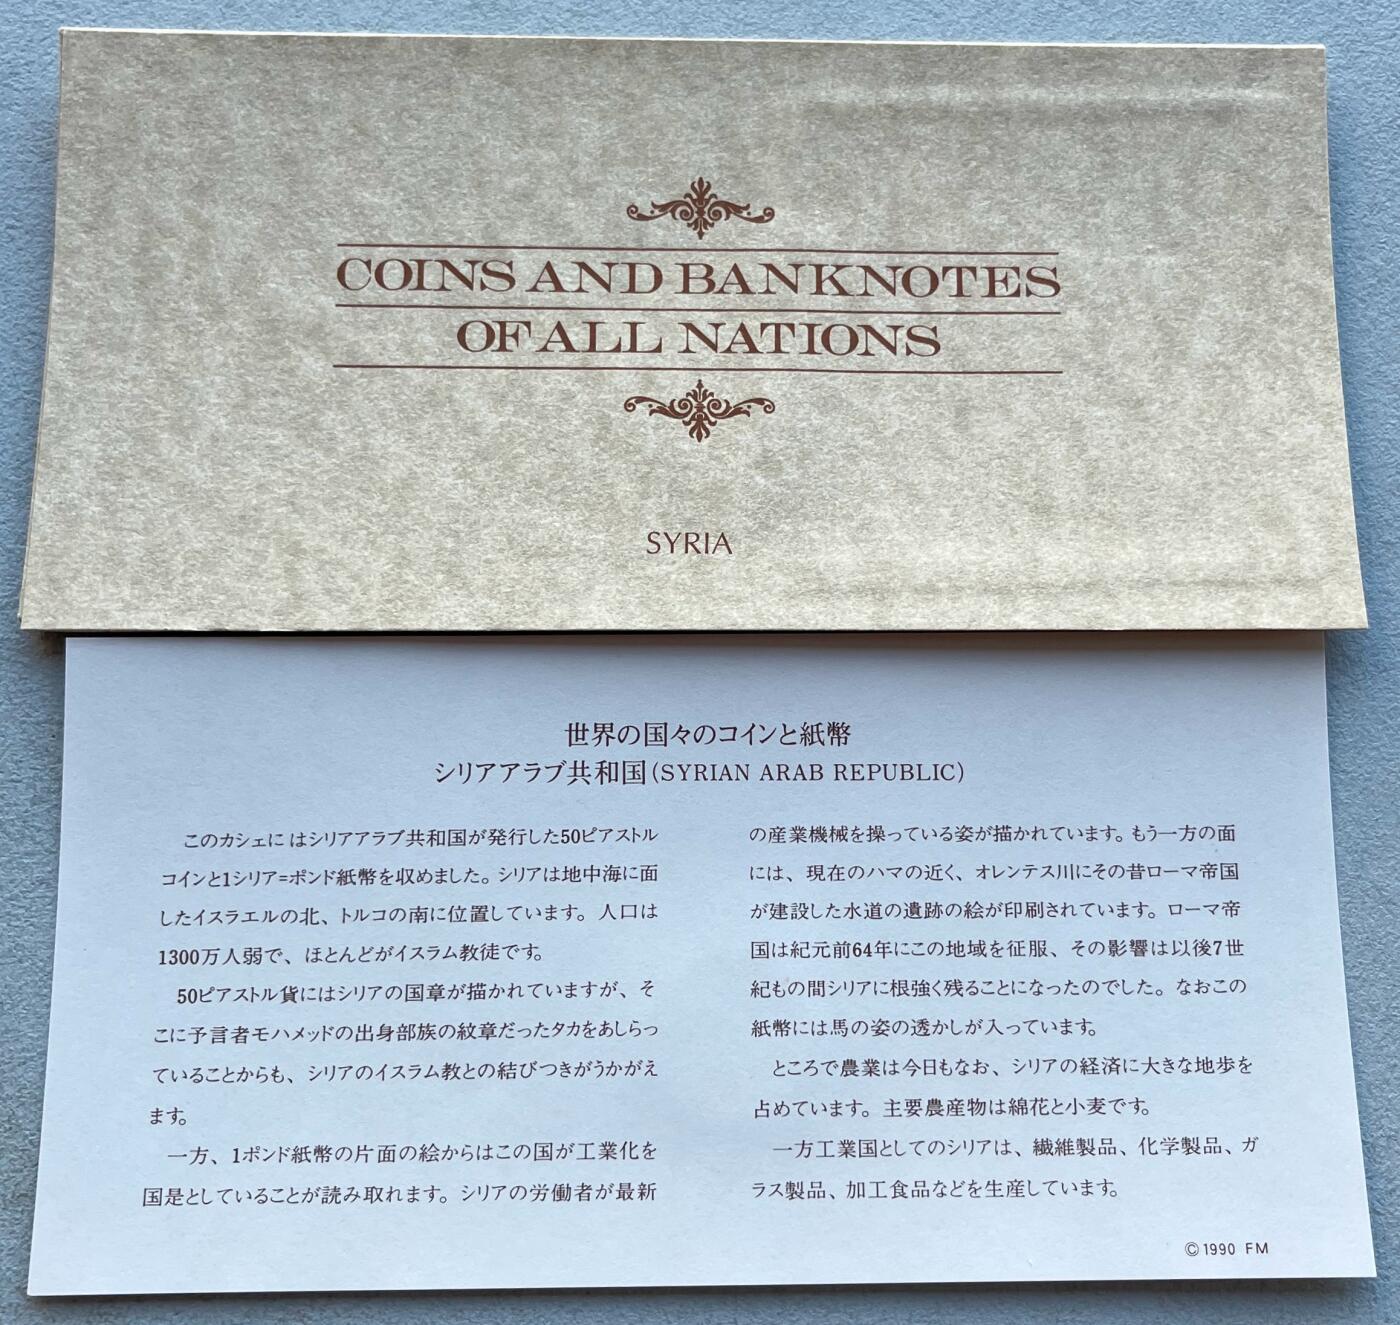 COINS AND BANKNOTES
OF ALL NATIONS
SYRIA
世界の国々のコインと紙幣
シリアアラブ共和国(SYRIAN ARAB REPUBLIC)
このカシェにはシリアアラブ共和国が発行した50ピアストル
コインと1シリア=ポンド紙幣を収めました。シリアは地中海に面
したイスラエルの北、トルコの南に位置しています。人口は
1300万人弱で、ほとんどがイスラム教徒です。
50ピアストル貨にはシリアの国章が描かれていますが、そ
こに予言者モハメッドの出身部族の紋章だったタカをあしらっ
ていることからも、シリアのイスラム教との結びつきがうかがえ
ます。
一方、1ポンド紙幣の片面の絵からはこの国が工業化を
国是としていることが読み取れます。シリアの労働者が最新
の産業機械を操っている姿が描かれています。もう一方の面
には、現在のハマの近く、オレンテス川にその昔ローマ帝国
が建設した水道の遺跡の絵が印刷されています。ローマ帝
国は紀元前64年にこの地域を征服、その影響は以後7世
紀もの間シリアに根強く残ることになったのでした。なおこの
紙幣には馬の姿の透かしが入っています。
ところで農業は今日もなお、シリアの経済に大きな地歩を
占めています。主要農産物は綿花と小麦です。
一方工業国としてのシリアは、繊維製品、化学製品、ガ
ラス製品、加工食品などを生産しています。
©1990 FM